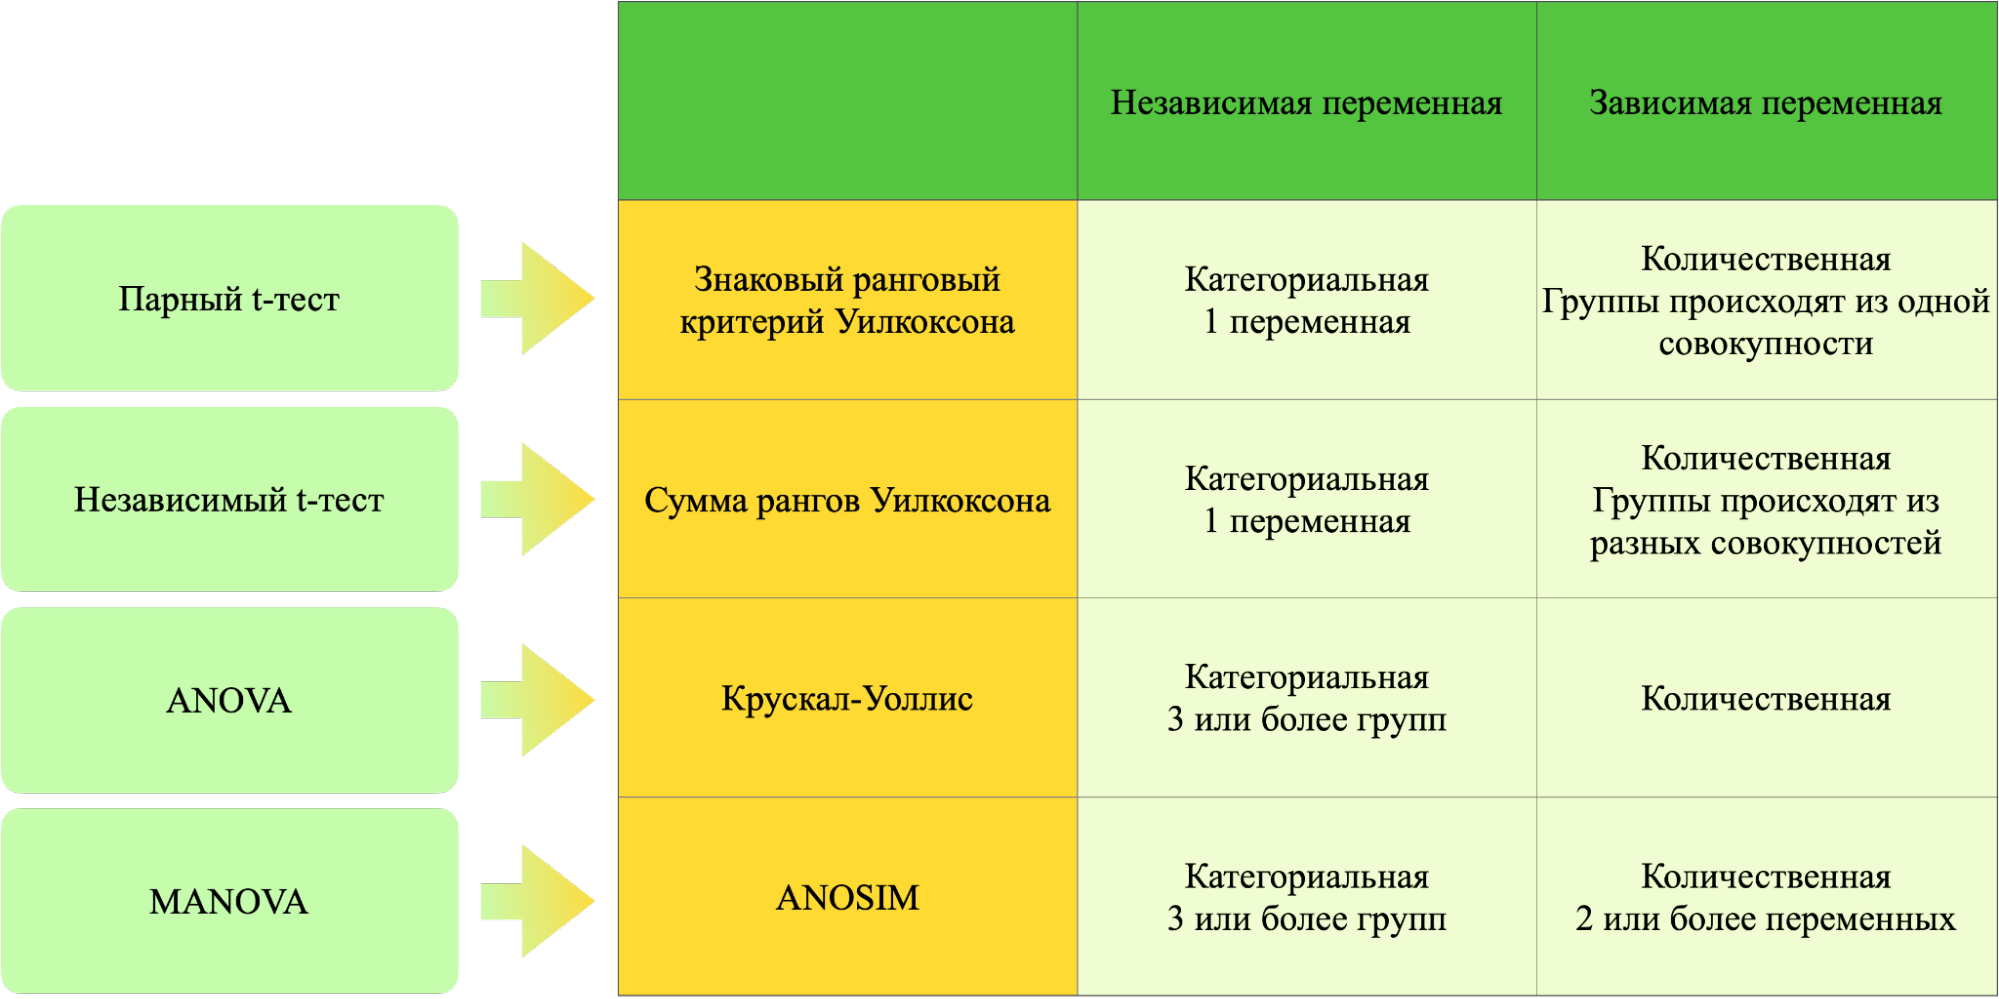 Независимая переменная
Зависимая переменная
Парный t-тест
Знаковый ранговый
критерий Уилкоксона
Категориальная
1 переменная
Количественная
Группы происходят из одной
совокупности
Независимый t-тест
Сумма рангов Уилкоксона
Категориальная
1 переменная
Количественная
Группы происходят из
разных совокупностей
ANOVA
Крускал-Уоллис
Категориальная
3 или более групп
Количественная
MANOVA
ANOSIM
Категориальная
3 или более групп
Количественная
2 или более переменных